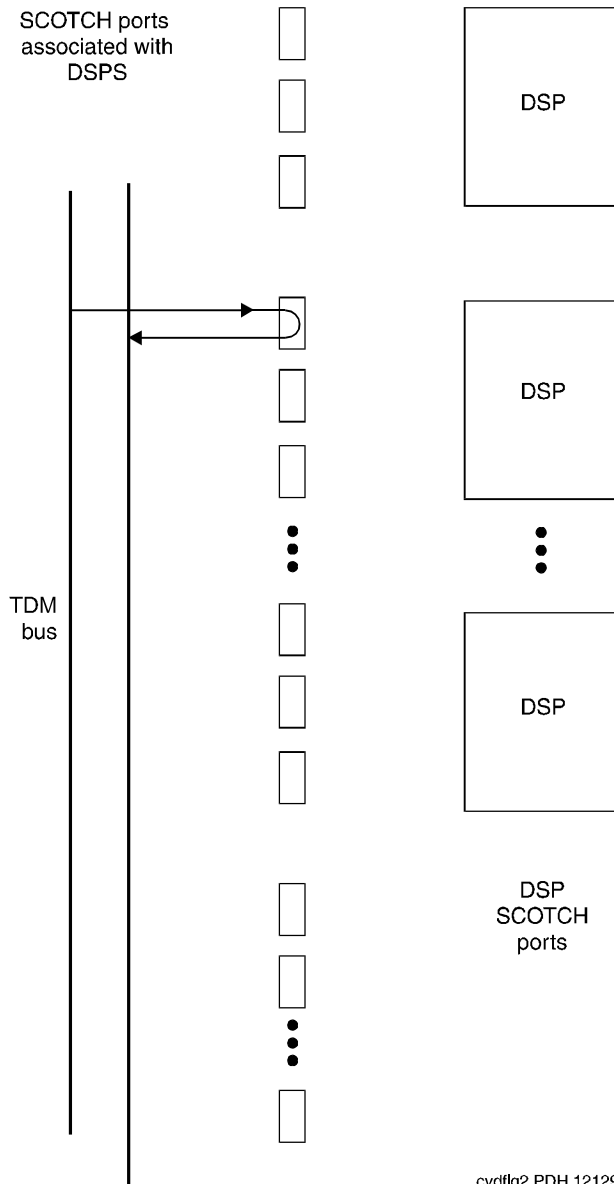 SCOTCH ports
associated with
DSPS
DSP
DSP
TDM
bus
DSP
DSP
SCOTCH
ports